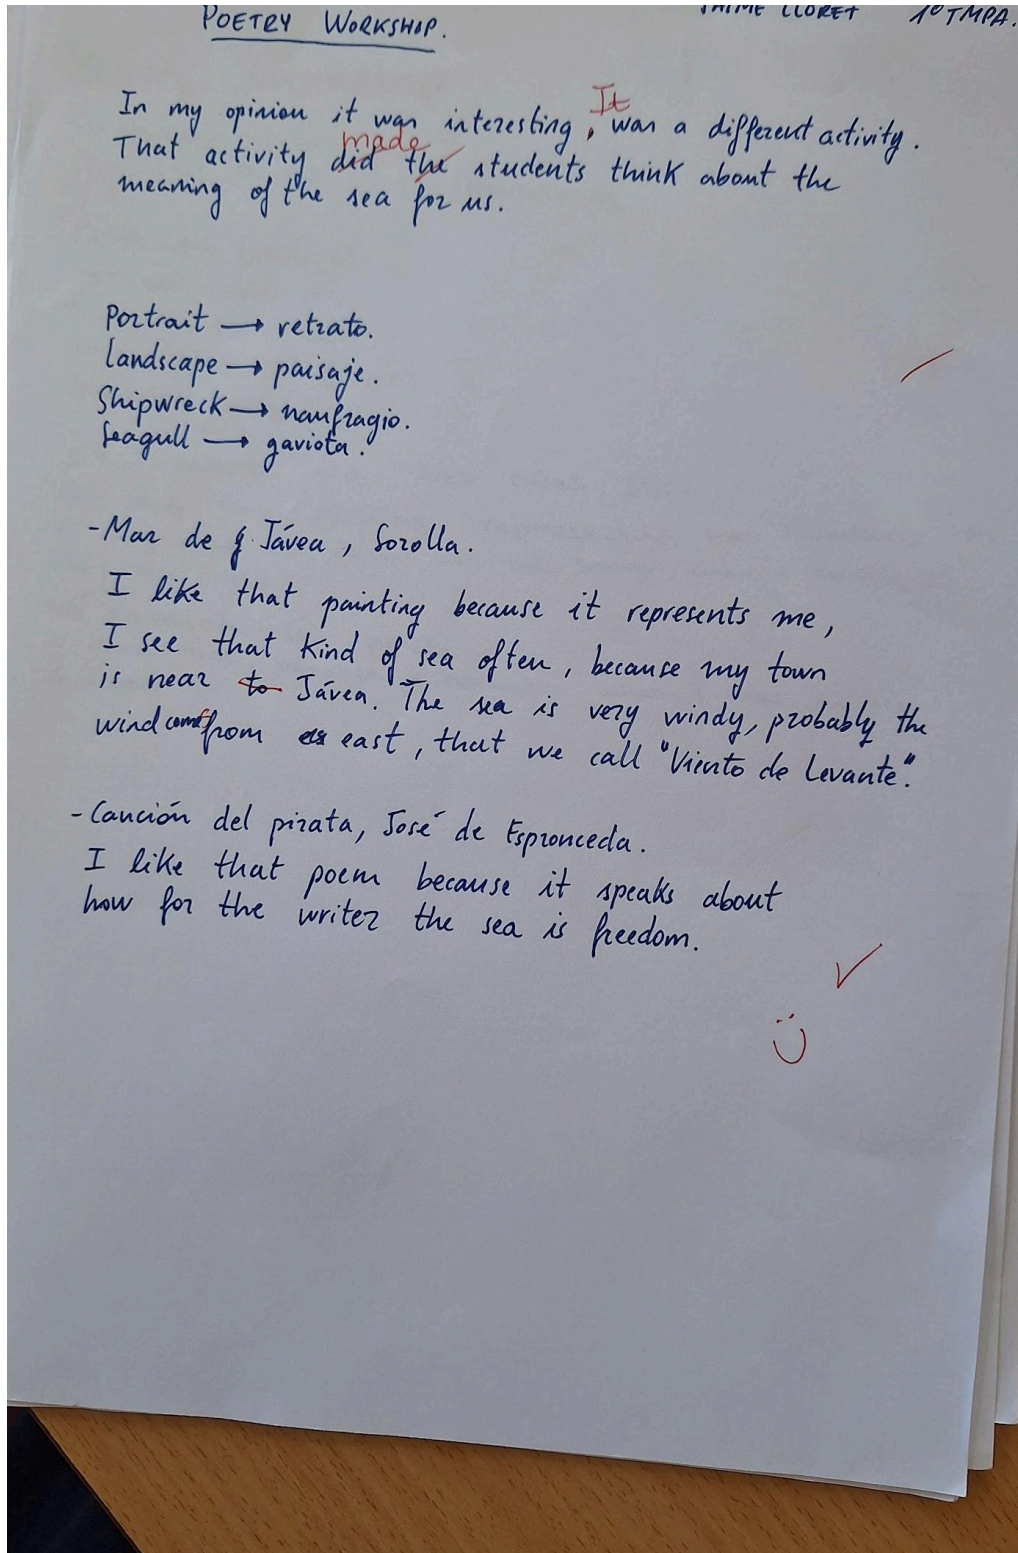 POETRY WORKSHOP.
JAIME LLORET 1º TMPA.
It
In my opinion it was interesting, was a different activity.
made
That activity did the students think about the
meaning of the sea for us.
Portrait → retrato.
Landscape → paisaje.
Shipwreck → naufragio.
Seagull → gaviota.
- Mar de Jávea, Sorolla.
I like that painting because it represents me,
I see that kind of sea often, because my town
is near to Jávea. The sea is very windy, probably the
wind comes from east, that we call "Viento de Levante".
- Canción del pirata, José de Espronceda.
I like that poem because it speaks about
how for the writer the sea is freedom.